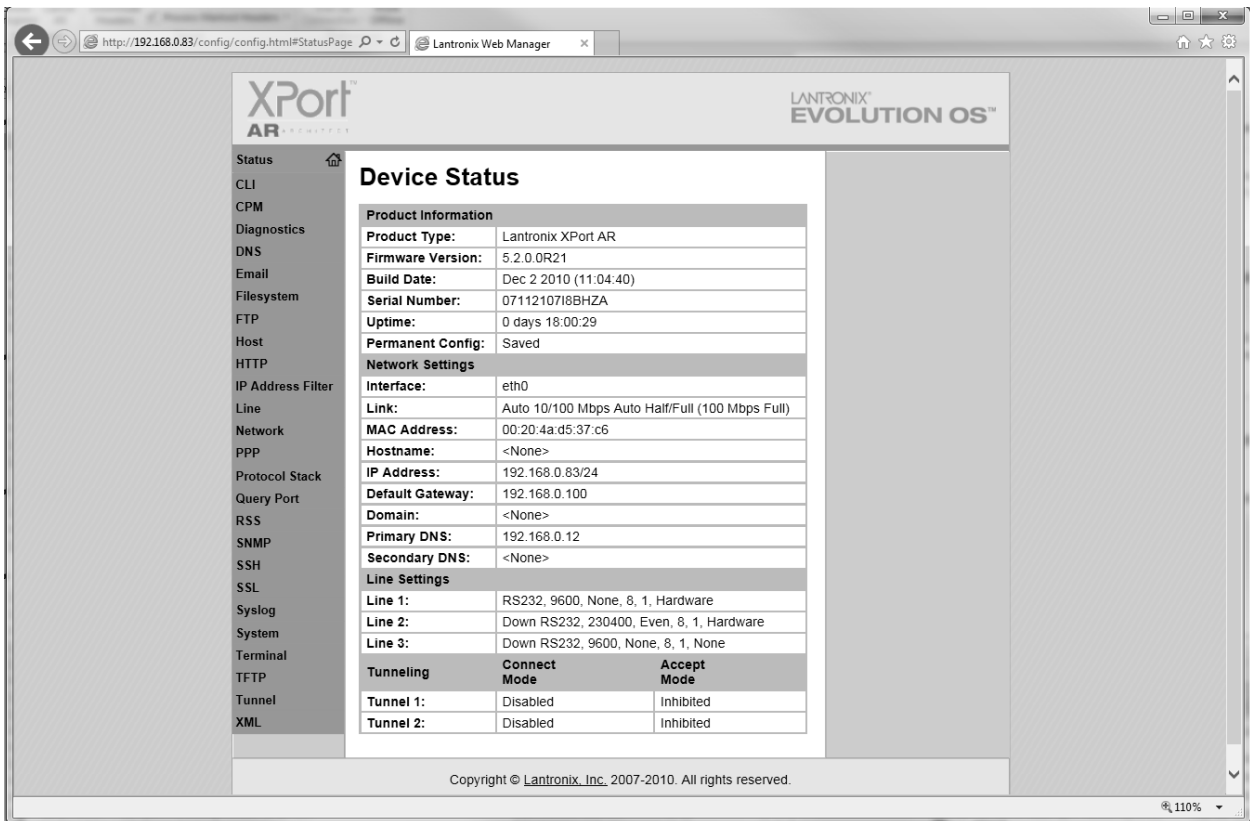 http://192.168.0.83/config/config.html#StatusPage
Lantronix Web Manager
XPort™
AR
LANTRONIX®
EVOLUTION OS™
Status
CLI
CPM
Diagnostics
DNS
Email
Filesystem
FTP
Host
HTTP
IP Address Filter
Line
Network
PPP
Protocol Stack
Query Port
RSS
SNMP
SSH
SSL
Syslog
System
Terminal
TFTP
Tunnel
XML
Device Status
Product Information
Product Type: Lantronix XPort AR
Firmware Version: 5.2.0.0R21
Build Date: Dec 2 2010 (11:04:40)
Serial Number: 07112107I8BHZA
Uptime: 0 days 18:00:29
Permanent Config: Saved
Network Settings
Interface: eth0
Link: Auto 10/100 Mbps Auto Half/Full (100 Mbps Full)
MAC Address: 00:20:4a:d5:37:c6
Hostname: <None>
IP Address: 192.168.0.83/24
Default Gateway: 192.168.0.100
Domain: <None>
Primary DNS: 192.168.0.12
Secondary DNS: <None>
Line Settings
Line 1: RS232, 9600, None, 8, 1, Hardware
Line 2: Down RS232, 230400, Even, 8, 1, Hardware
Line 3: Down RS232, 9600, None, 8, 1, None
Tunneling Connect Mode Accept Mode
Tunnel 1: Disabled Inhibited
Tunnel 2: Disabled Inhibited
Copyright © Lantronix, Inc. 2007-2010. All rights reserved.
110%